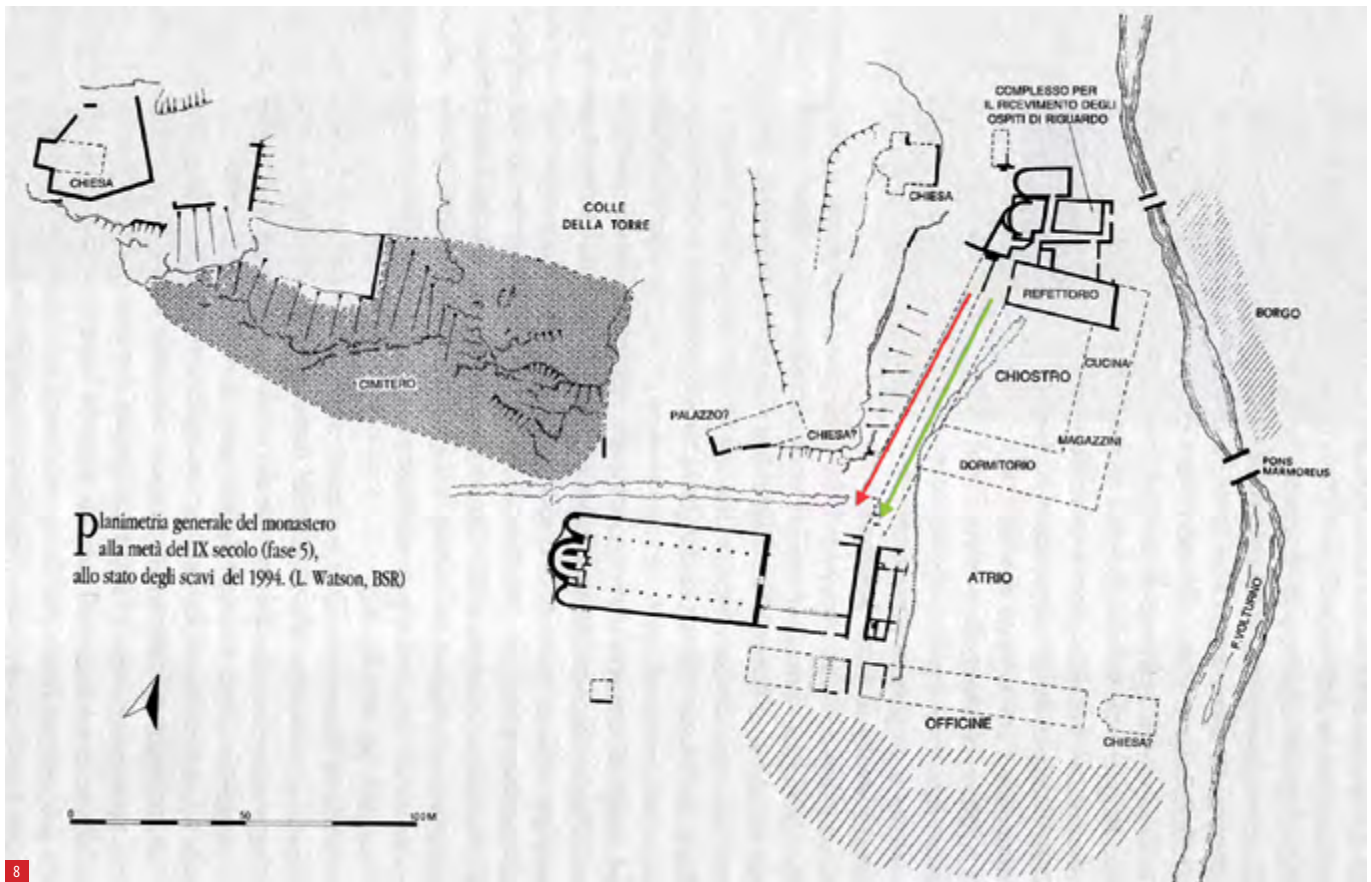 COMPLESSO PER
IL RICEVIMENTO DEGLI
OSPITI DI RIGUARDO
CHIESA
CHIESA
COLLE
DELLA TORRE
REFETTORIO
BORGO
CIMITERO
CHIOSTRO
CUCINA
PALAZZO?
CHIESA?
MAGAZZINI
DORMITORIO
PONS
MARMOREUS
Planimetria generale del monastero
alla metà del IX secolo (fase 5),
allo stato degli scavi del 1994. (L. Watson, BSR)
ATRIO
F. VOLTURNO
OFFICINE
CHIESA?
0 50 100M
8